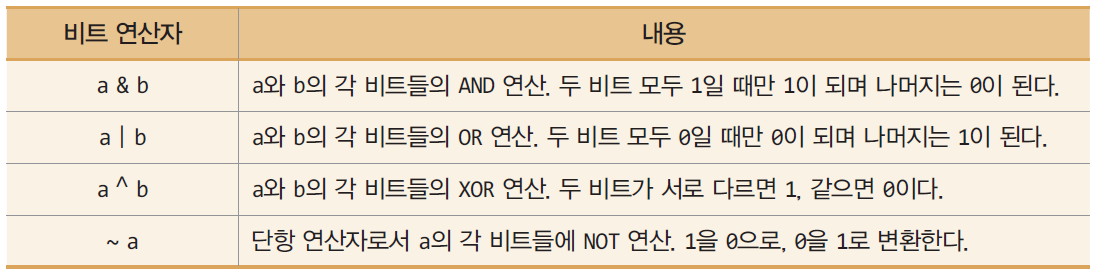 비트 연산자 내용
a & b a와 b의 각 비트들의 AND 연산. 두 비트 모두 1일 때만 1이 되며 나머지는 0이 된다.
a | b a와 b의 각 비트들의 OR 연산. 두 비트 모두 0일 때만 0이 되며 나머지는 1이 된다.
a ^ b a와 b의 각 비트들의 XOR 연산. 두 비트가 서로 다르면 1, 같으면 0이다.
~ a 단항 연산자로서 a의 각 비트들에 NOT 연산. 1을 0으로, 0을 1로 변환한다.